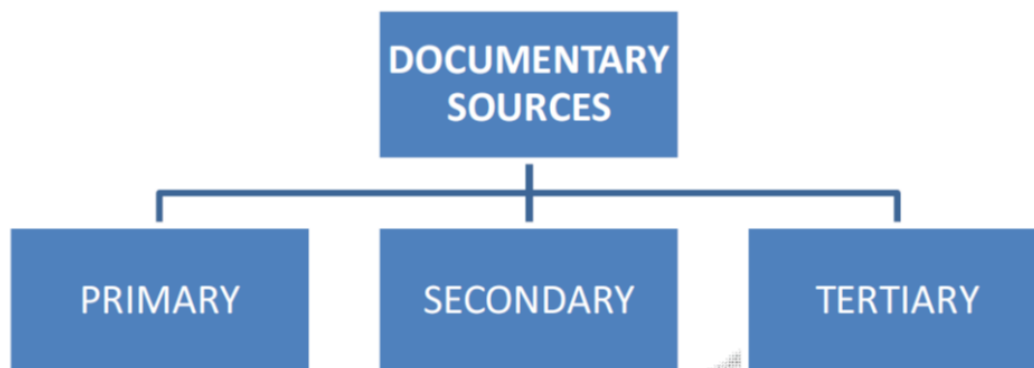 DOCUMENTARY
SOURCES
PRIMARY
SECONDARY
TERTIARY